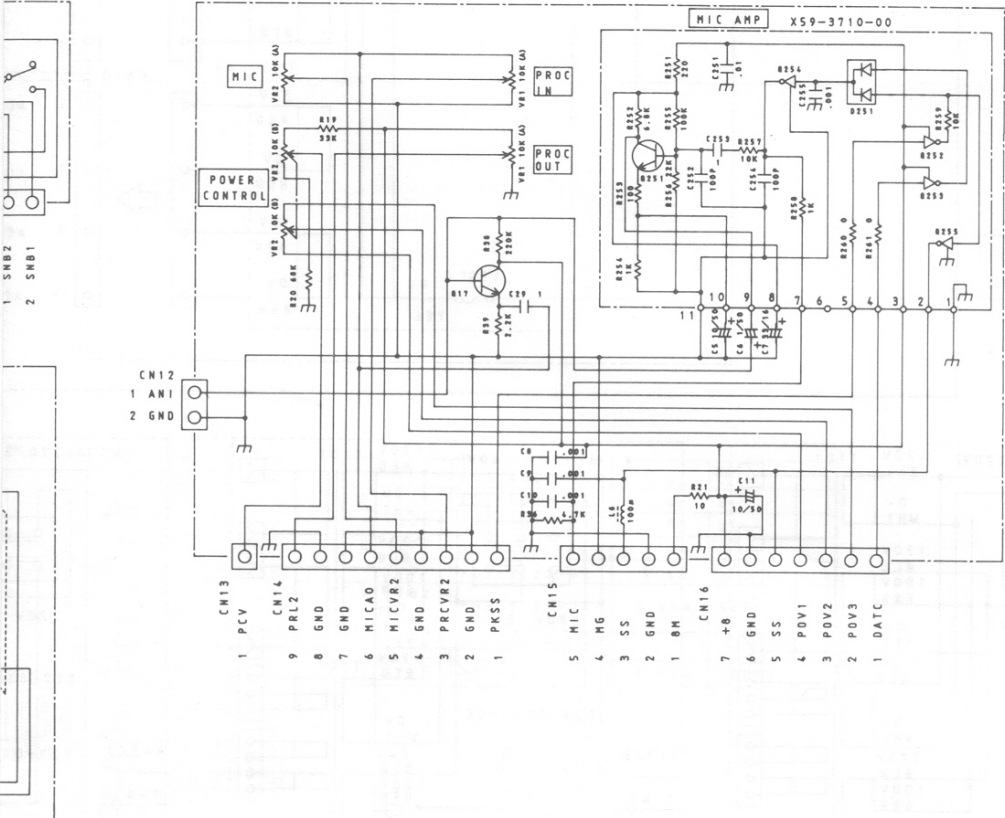 MIC AMP X59-3710-00
MIC
VR2 10K (A)
VR1 10K (A)
PROC IN
R19
33K
VR2 10K (B)
VR1 10K (A)
PROC OUT
POWER CONTROL
VR2 10K (B)
R20 68K
R38
220K
Q17
C29 1
R39
2.2K
R251
220
C251
.01
Q254
C255
.001
D251
R259
10K
R252
6.8K
R255
100K
C253
1
R257
10K
Q252
Q251
R256 22K
C252
100P
C254
100P
Q253
R253
100
R258
1K
R260 0
R261 0
Q255
R254
1K
11 10 9 8 7 6 5 4 3 2 1
C5 10/50
C6 1/50
C7 33/16
SNB2
2 SNB1
CN12
1 ANI
2 GND
C8 .001
C9 .001
C10 .001
R36 4.7K
L8
100μ
R21
10
C11
10/50
CN13
1 PCV
CN14
9 PRL2
8 GND
7 GND
6 MICAO
5 MICVR2
4 GND
3 PRCVR2
2 GND
1 PKSS
CN15
5 MIC
4 MG
3 SS
2 GND
1 8M
CN16
7 +8
6 GND
5 SS
4 POV1
3 POV2
2 POV3
1 DATC